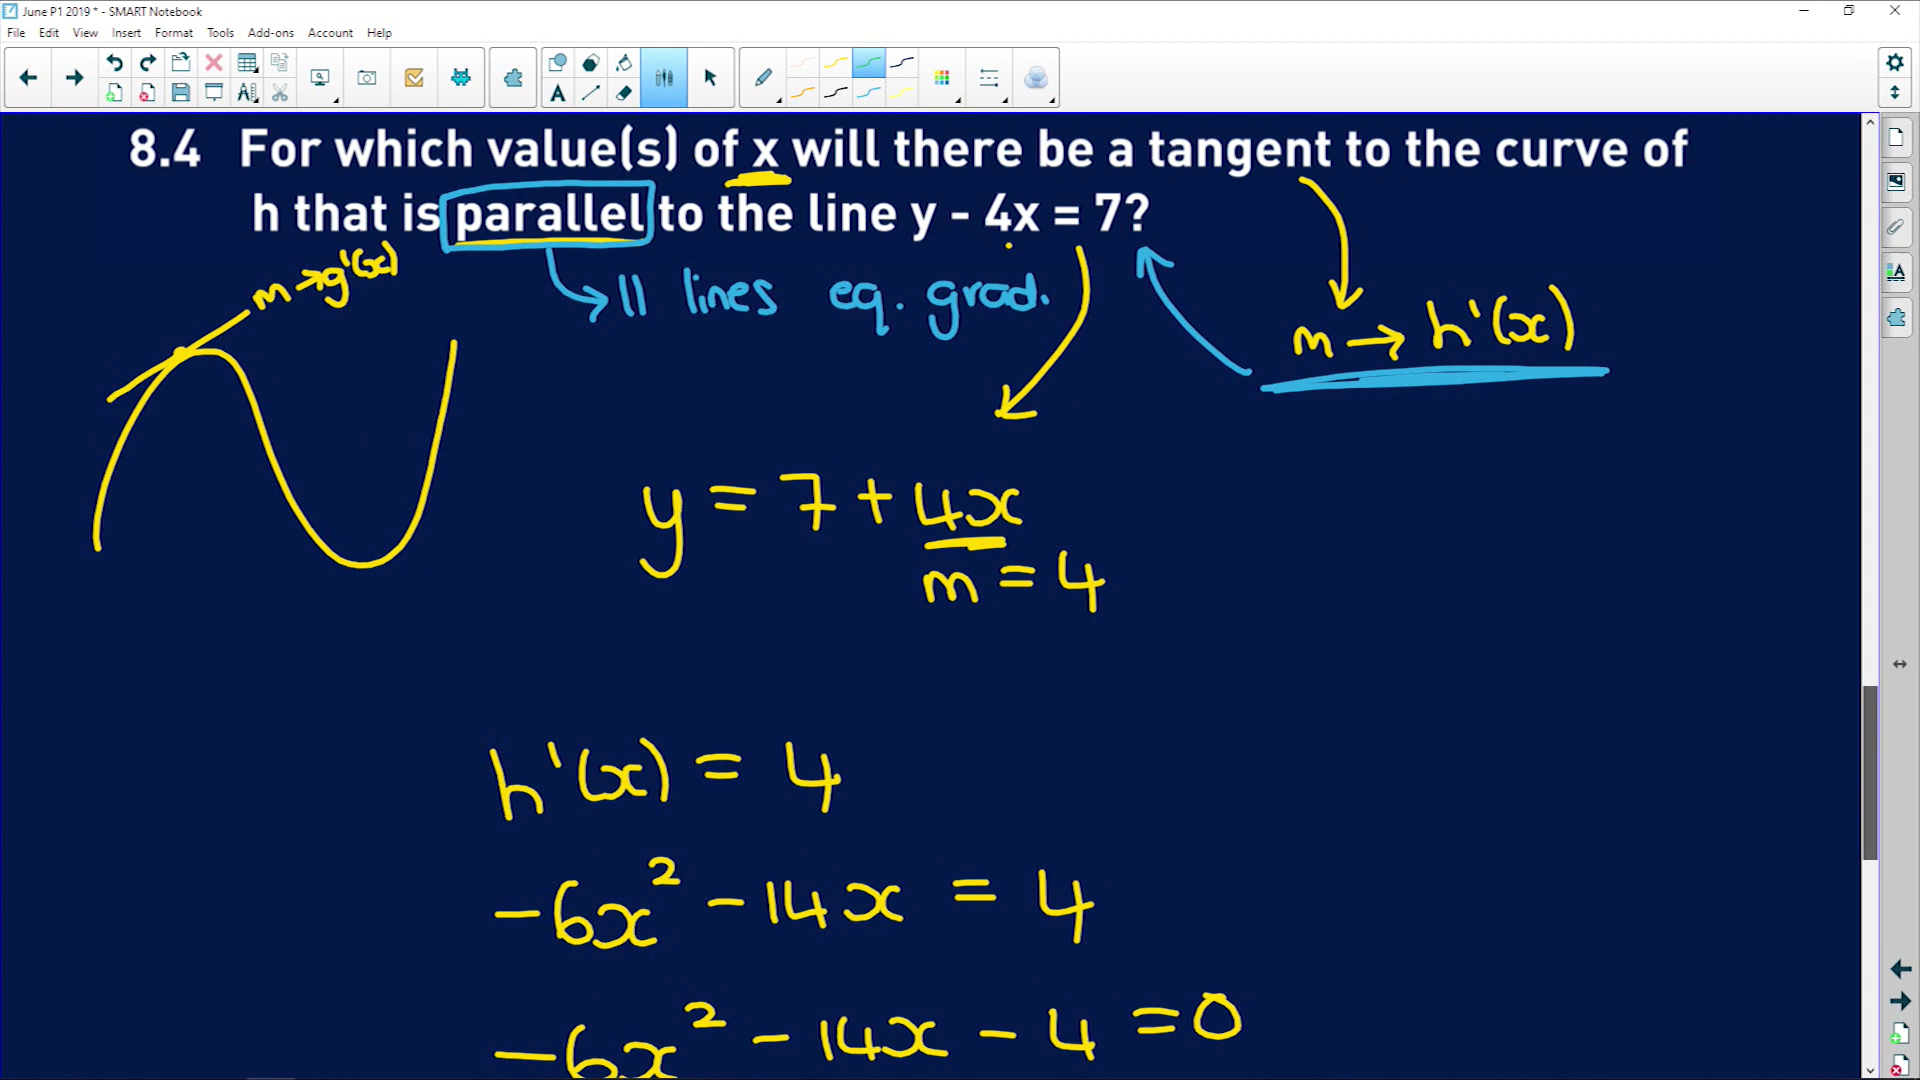 June P1 2019 * - SMART Notebook
File Edit View Insert Format Tools Add-ons Account Help
8.4 For which value(s) of x will there be a tangent to the curve of
h that is parallel to the line y - 4x = 7?
m → g'(x)
→ || lines eq. grad.
m → h'(x)
y = 7 + 4x
m = 4
h'(x) = 4
-6x² - 14x = 4
-6x² - 14x - 4 = 0